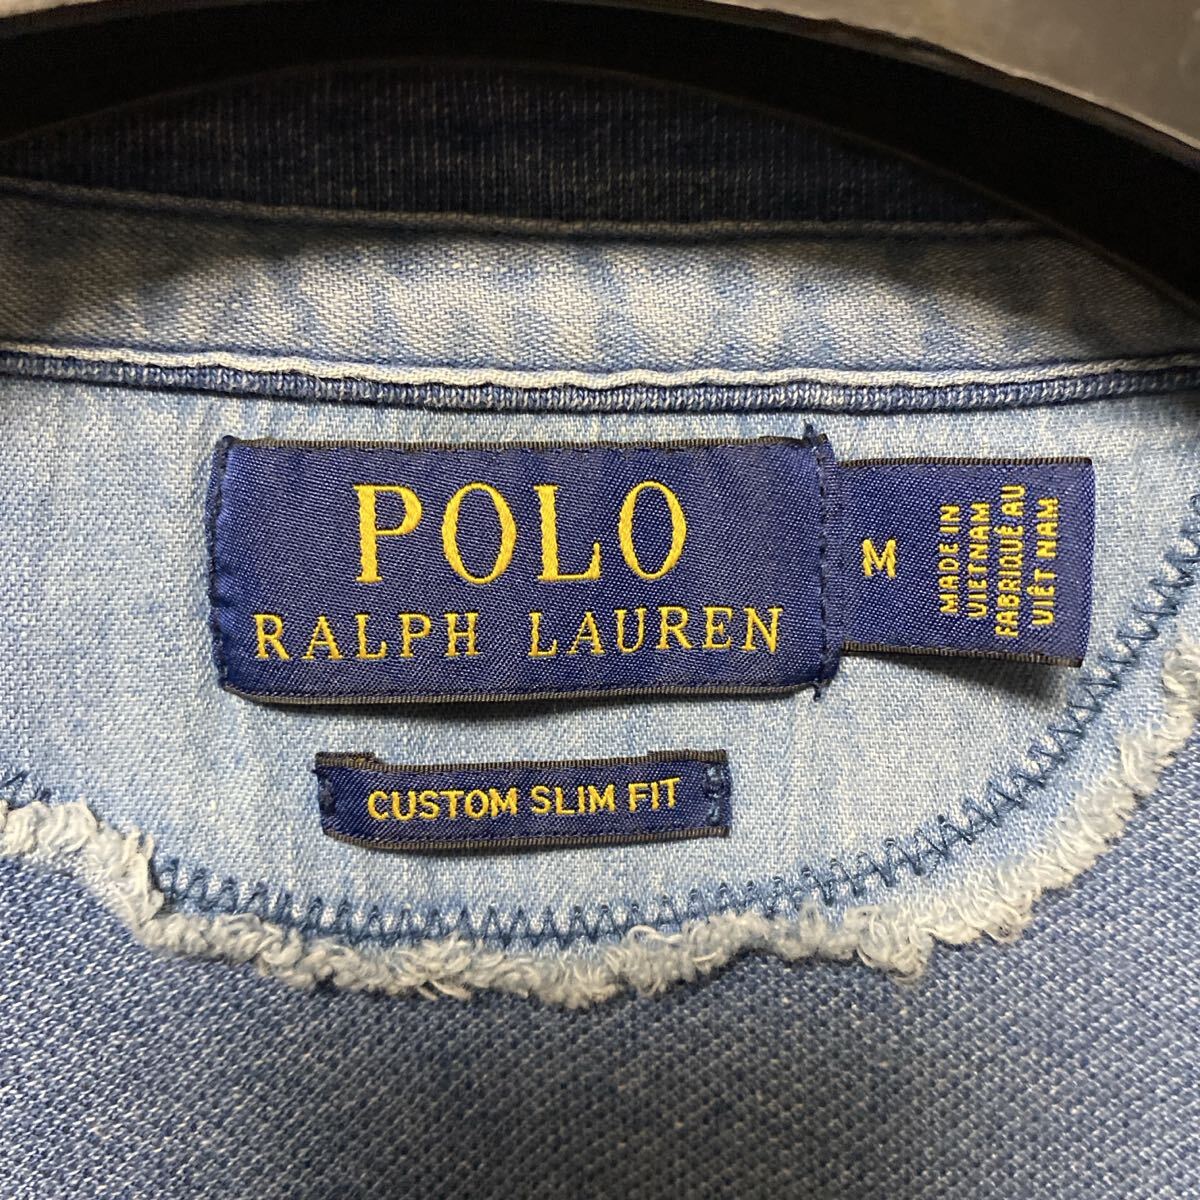 POLO
RALPH LAUREN
M
MADE IN
VIETNAM
FABRIQUÉ AU
VIÊT NAM
CUSTOM SLIM FIT